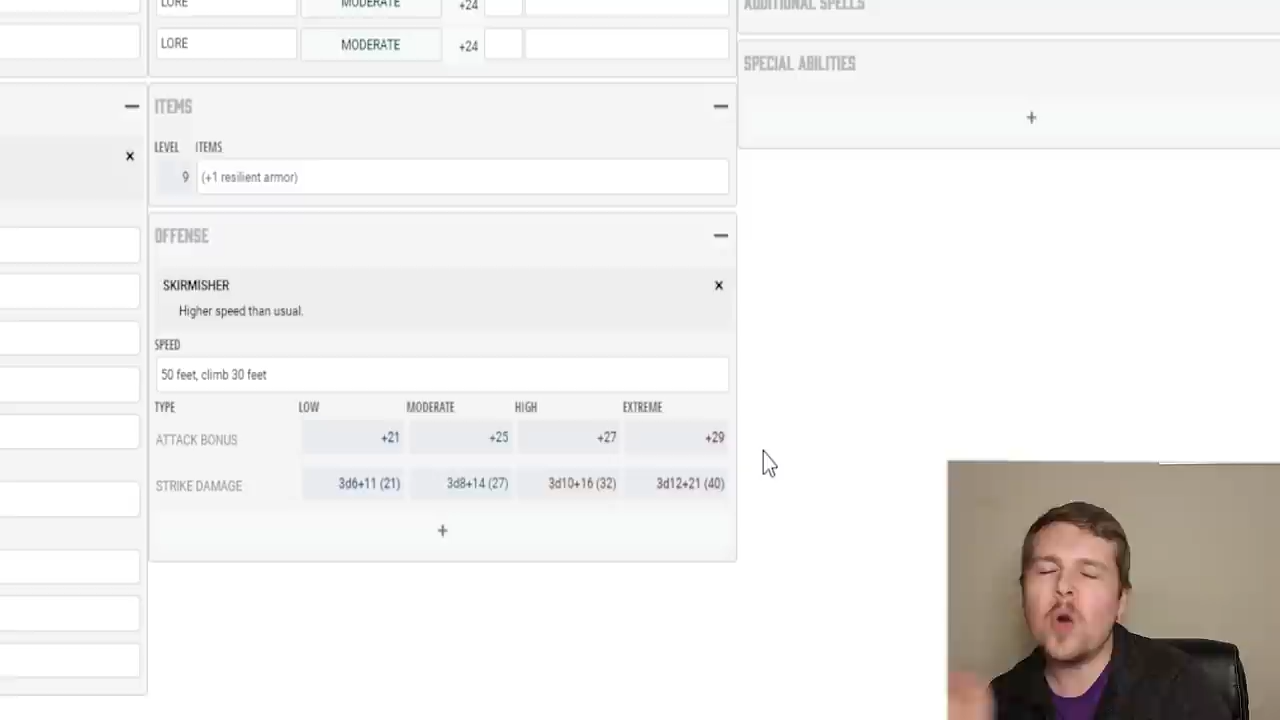 LORE MODERATE +24
LORE MODERATE +24
ITEMS
LEVEL ITEMS
9 (+1 resilient armor)
OFFENSE
SKIRMISHER
Higher speed than usual.
SPEED
50 feet, climb 30 feet
TYPE LOW MODERATE HIGH EXTREME
ATTACK BONUS +21 +25 +27 +29
STRIKE DAMAGE 3d6+11 (21) 3d8+14 (27) 3d10+16 (32) 3d12+21 (40)
+
ADDITIONAL SPELLS
SPECIAL ABILITIES
+